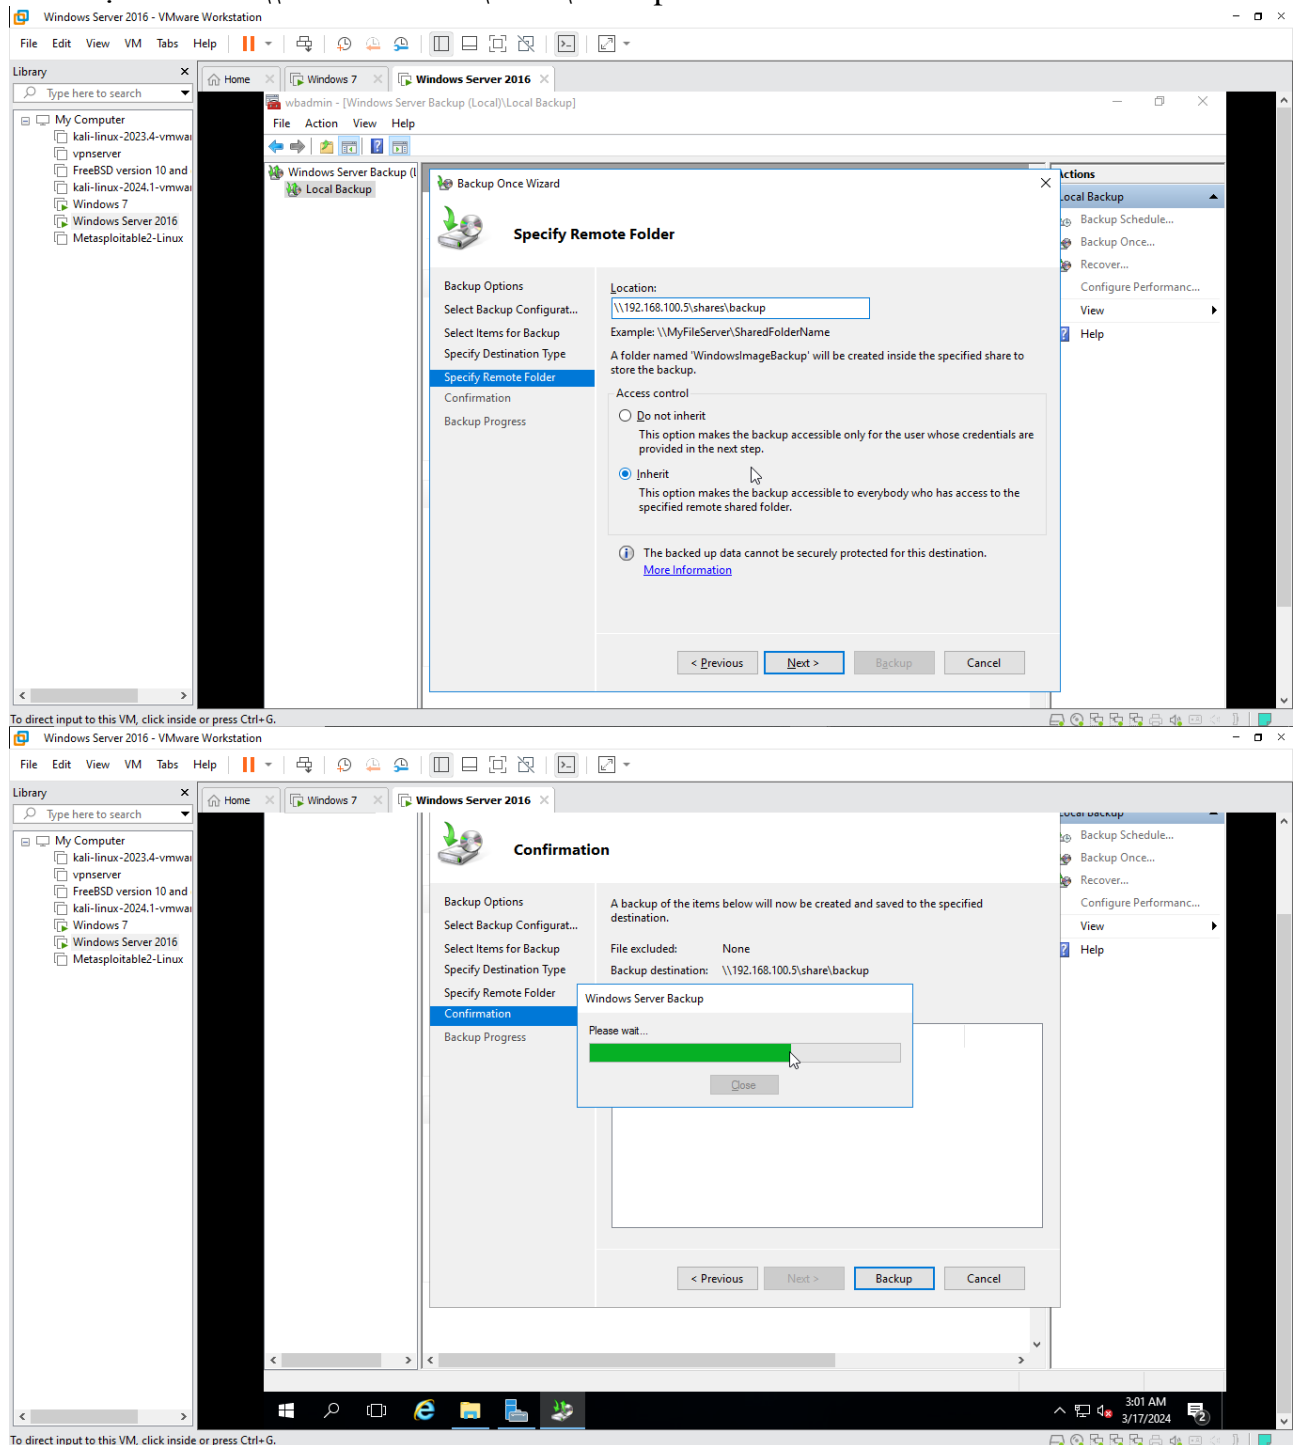 Windows Server 2016 - VMware Workstation
File Edit View VM Tabs Help
Library
Home
Windows 7
Windows Server 2016
Type here to search
wbadmin - [Windows Server Backup (Local)\Local Backup]
My Computer
File Action View Help
kali-linux-2023.4-vmwar
vpnserver
FreeBSD version 10 and
Windows Server Backup (L
Actions
kali-linux-2024.1-vmwar
Local Backup
Backup Once Wizard
Local Backup
Windows 7
Windows Server 2016
Backup Schedule...
Metasploitable2-Linux
Specify Remote Folder
Backup Once...
Recover...
Backup Options
Location:
Configure Performanc...
Select Backup Configurat...
\\192.168.100.5\shares\backup
View
Select Items for Backup
Example: \\MyFileServer\SharedFolderName
Help
Specify Destination Type
A folder named 'WindowsImageBackup' will be created inside the specified share to
store the backup.
Specify Remote Folder
Confirmation
Access control
Backup Progress
Do not inherit
This option makes the backup accessible only for the user whose credentials are
provided in the next step.
Inherit
This option makes the backup accessible to everybody who has access to the
specified remote shared folder.
The backed up data cannot be securely protected for this destination.
More Information
< Previous
Next >
Backup
Cancel
To direct input to this VM, click inside or press Ctrl+G.
Windows Server 2016 - VMware Workstation
File Edit View VM Tabs Help
Library
Home
Windows 7
Windows Server 2016
Type here to search
Local Backup
My Computer
Backup Schedule...
kali-linux-2023.4-vmwar
Confirmation
Backup Once...
vpnserver
Recover...
FreeBSD version 10 and
kali-linux-2024.1-vmwar
Backup Options
A backup of the items below will now be created and saved to the specified
destination.
Configure Performanc...
Windows 7
Select Backup Configurat...
View
Windows Server 2016
Select Items for Backup
File excluded: None
Help
Metasploitable2-Linux
Specify Destination Type
Backup destination: \\192.168.100.5\share\backup
Specify Remote Folder
Windows Server Backup
Confirmation
Please wait...
Backup Progress
Close
< Previous
Next >
Backup
Cancel
3:01 AM
3/17/2024
2
To direct input to this VM, click inside or press Ctrl+G.